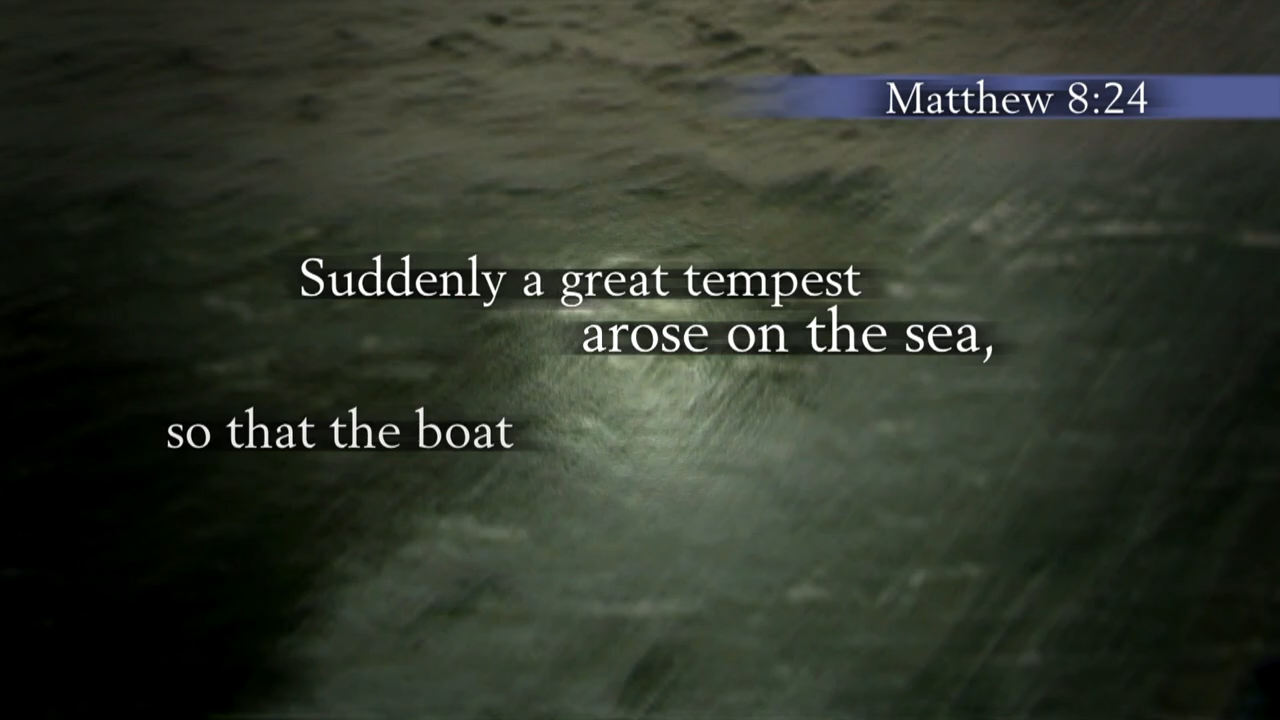 Matthew 8:24
Suddenly a great tempest
arose on the sea,
so that the boat